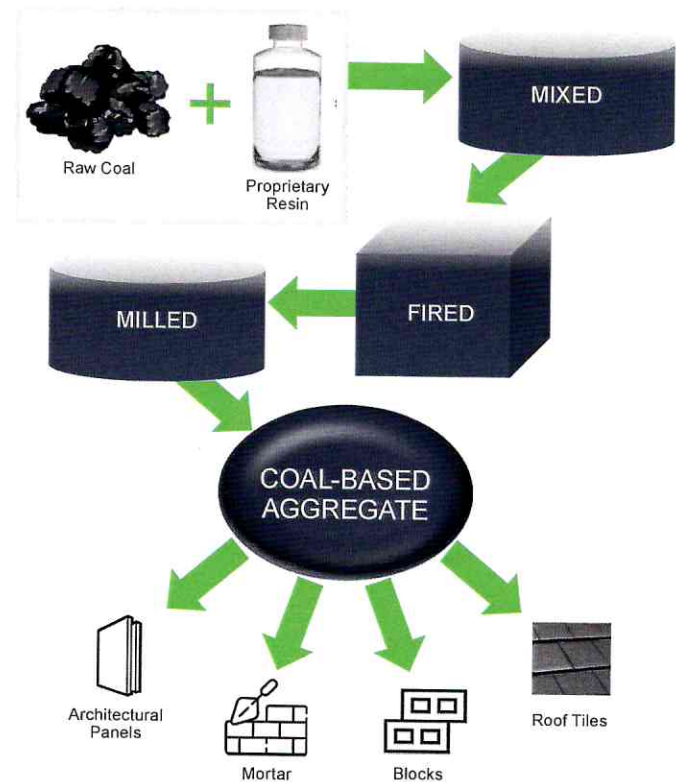 Raw Coal
Proprietary
Resin
MIXED
FIRED
MILLED
COAL-BASED
AGGREGATE
Architectural
Panels
Mortar
Blocks
Roof Tiles